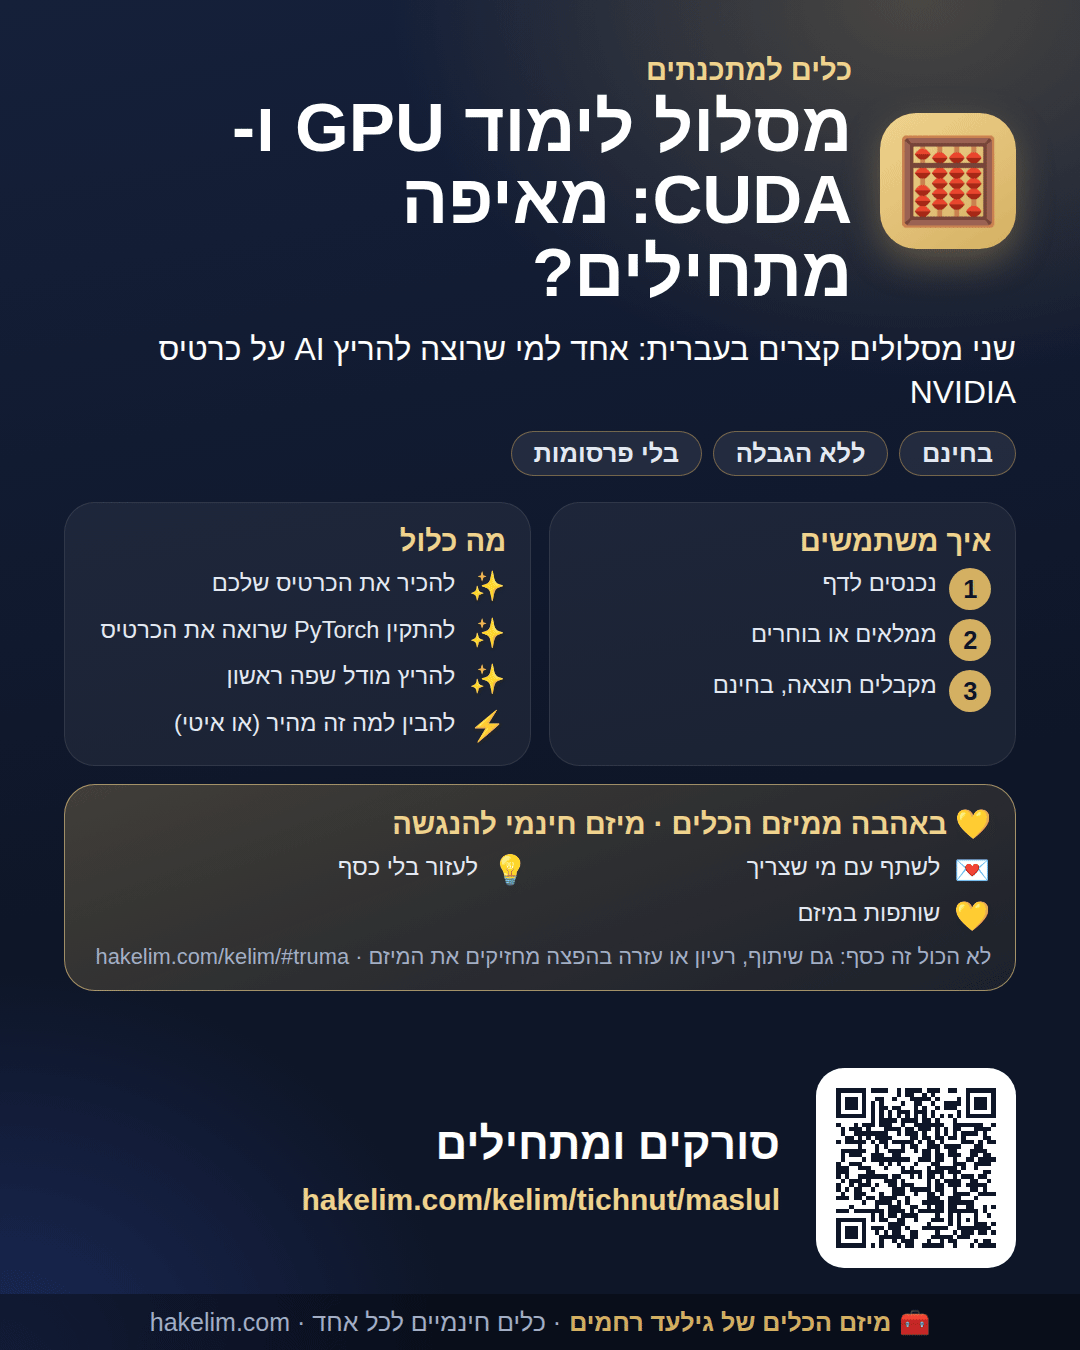 כלים למתכנתים
מסלול לימוד GPU ו-
CUDA: מאיפה
מתחילים?
שני מסלולים קצרים בעברית: אחד למי שרוצה להריץ AI על כרטיס
NVIDIA
בחינם
ללא הגבלה
בלי פרסומות
איך משתמשים
1 נכנסים לדף
2 ממלאים או בוחרים
3 מקבלים תוצאה, בחינם
מה כלול
להכיר את הכרטיס שלכם
להתקין PyTorch שרואה את הכרטיס
להריץ מודל שפה ראשון
להבין למה זה מהיר (או איטי)
באהבה ממיזם הכלים · מיזם חינמי להנגשה
לשתף עם מי שצריך
לעזור בלי כסף
שותפות במיזם
לא הכול זה כסף: גם שיתוף, רעיון או עזרה בהפצה מחזיקים את המיזם · hakelim.com/kelim/#truma
סורקים ומתחילים
hakelim.com/kelim/tichnut/maslul
מיזם הכלים של גילעד רחמים · כלים חינמיים לכל אחד · hakelim.com